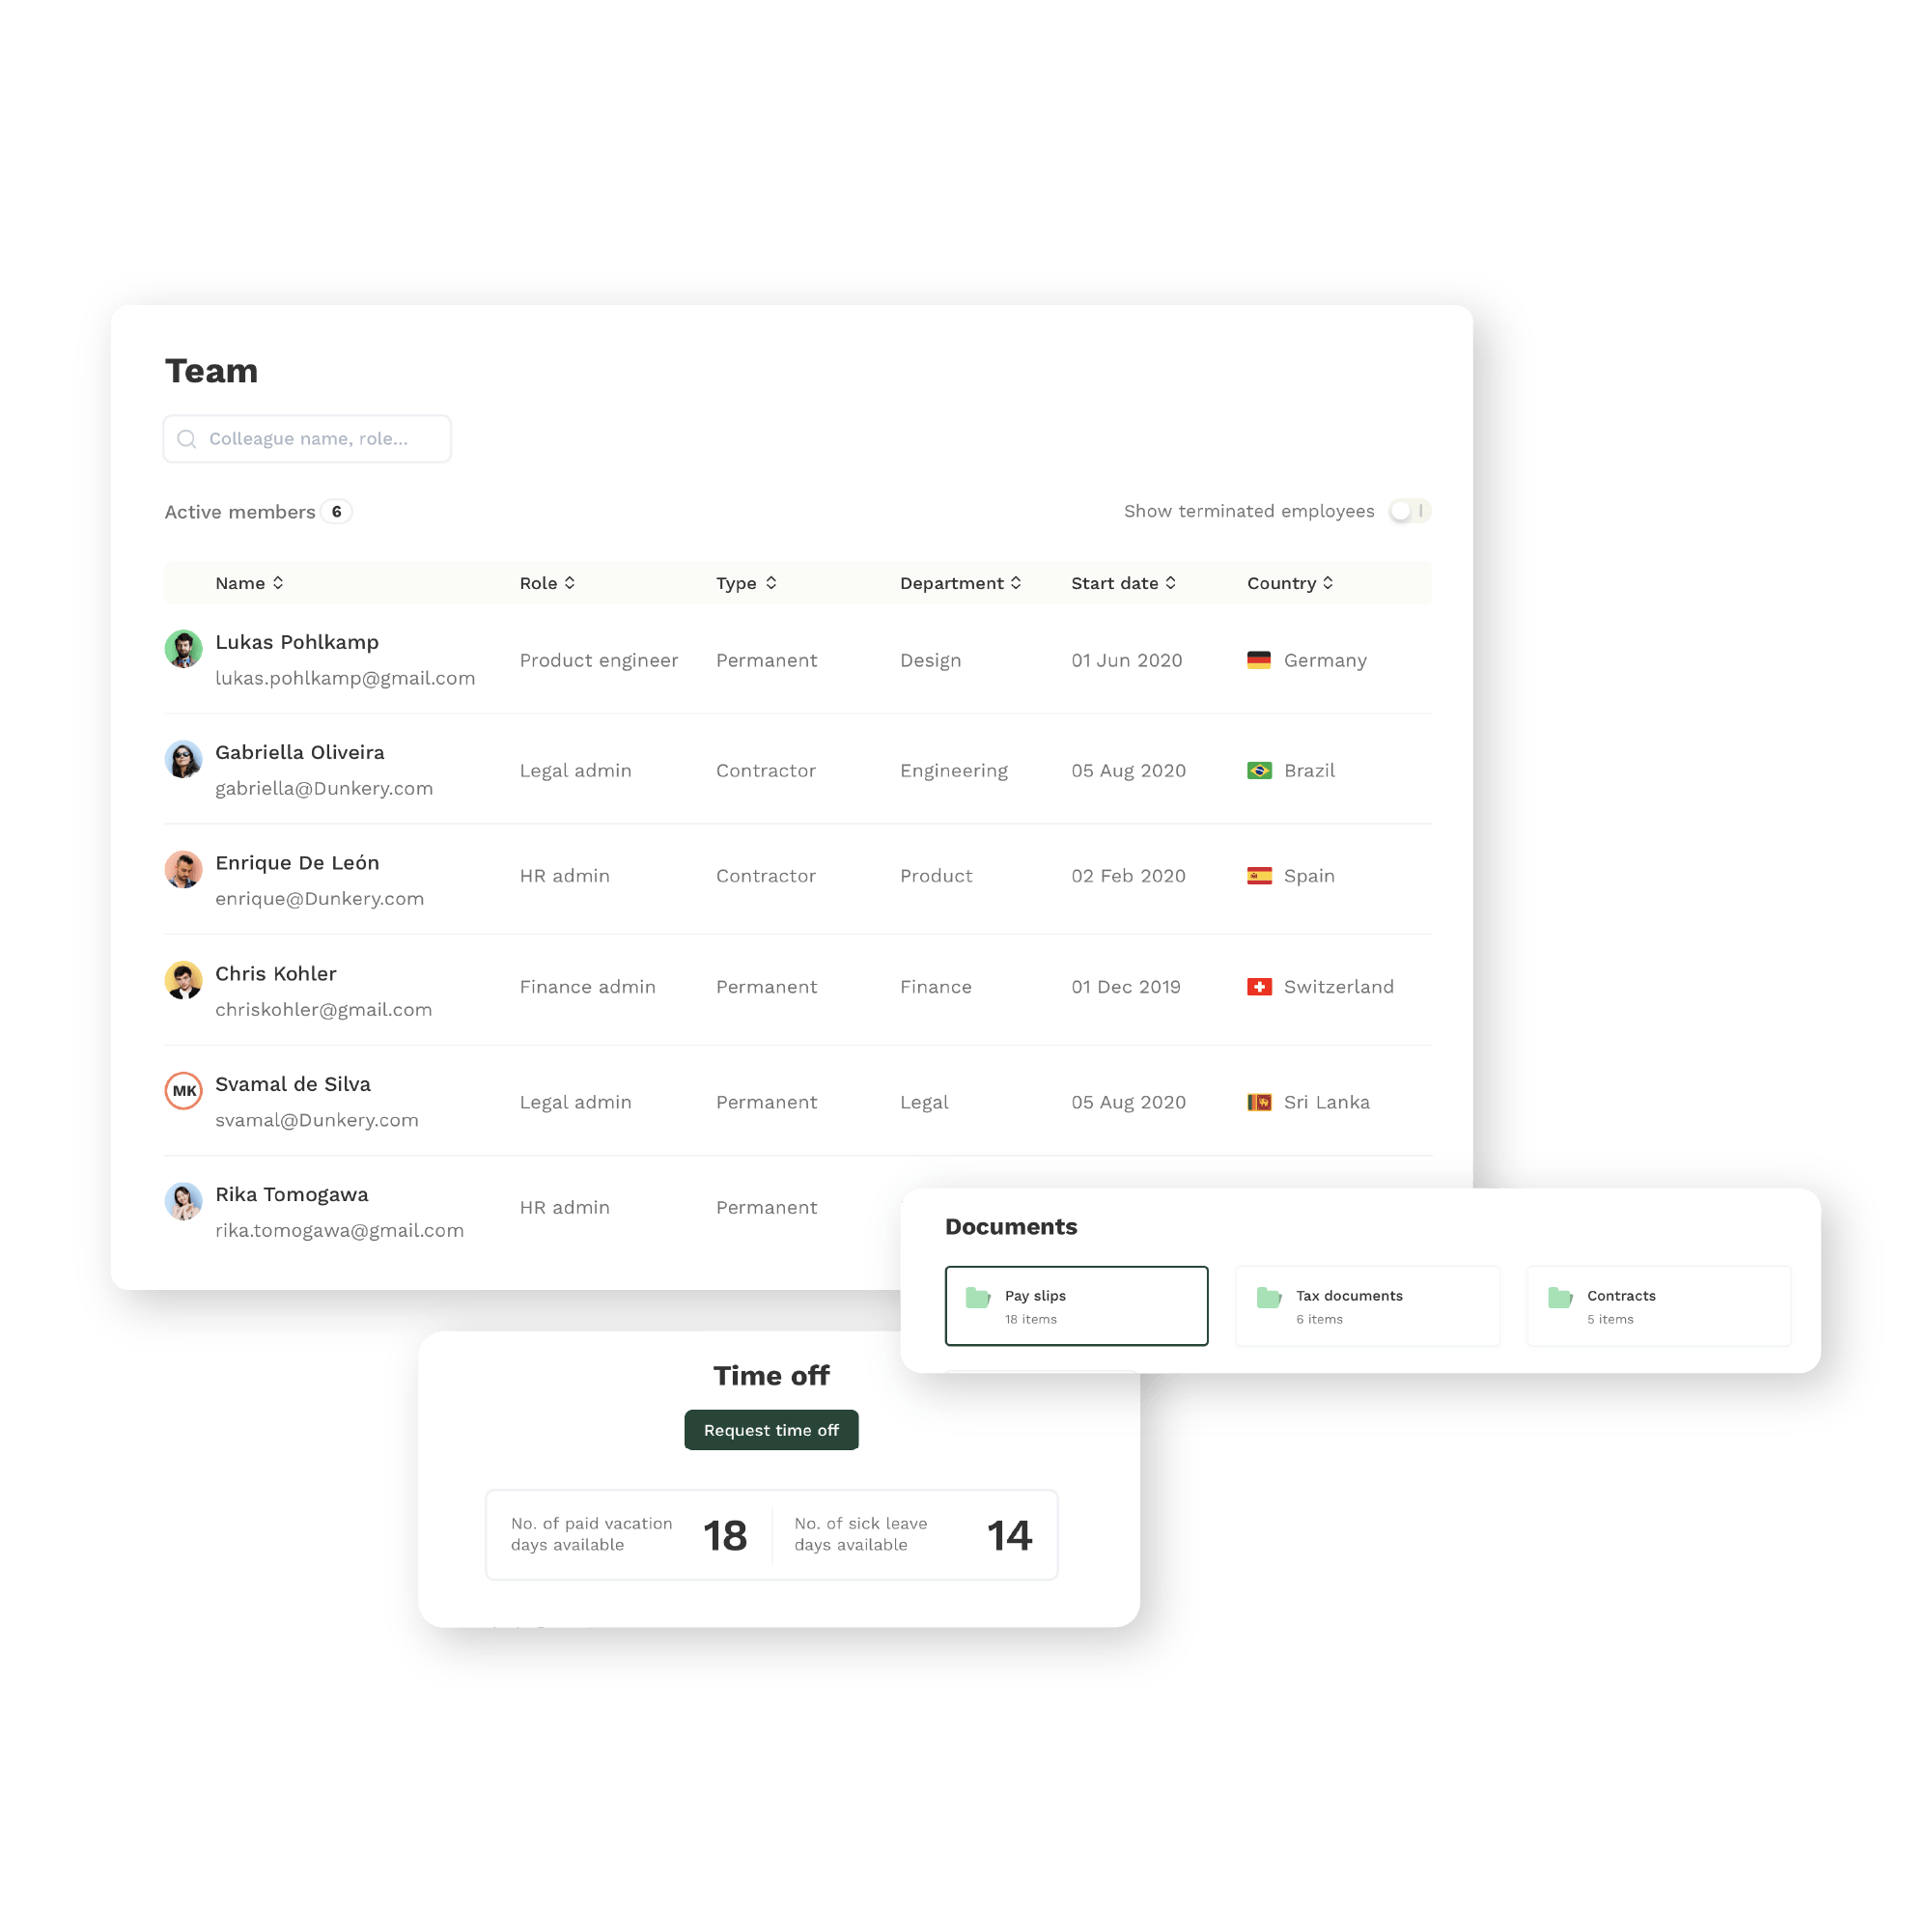 Team
Colleague name, role...
Active members 6
Show terminated employees
Name Role Type Department Start date Country
Lukas Pohlkamp
lukas.pohlkamp@gmail.com
Product engineer Permanent Design 01 Jun 2020 Germany
Gabriella Oliveira
gabriella@Dunkery.com
Legal admin Contractor Engineering 05 Aug 2020 Brazil
Enrique De León
enrique@Dunkery.com
HR admin Contractor Product 02 Feb 2020 Spain
Chris Kohler
chriskohler@gmail.com
Finance admin Permanent Finance 01 Dec 2019 Switzerland
MK
Svamal de Silva
svamal@Dunkery.com
Legal admin Permanent Legal 05 Aug 2020 Sri Lanka
Rika Tomogawa
rika.tomogawa@gmail.com
HR admin Permanent
Documents
Pay slips
18 items
Tax documents
6 items
Contracts
5 items
Time off
Request time off
No. of paid vacation
days available
18
No. of sick leave
days available
14